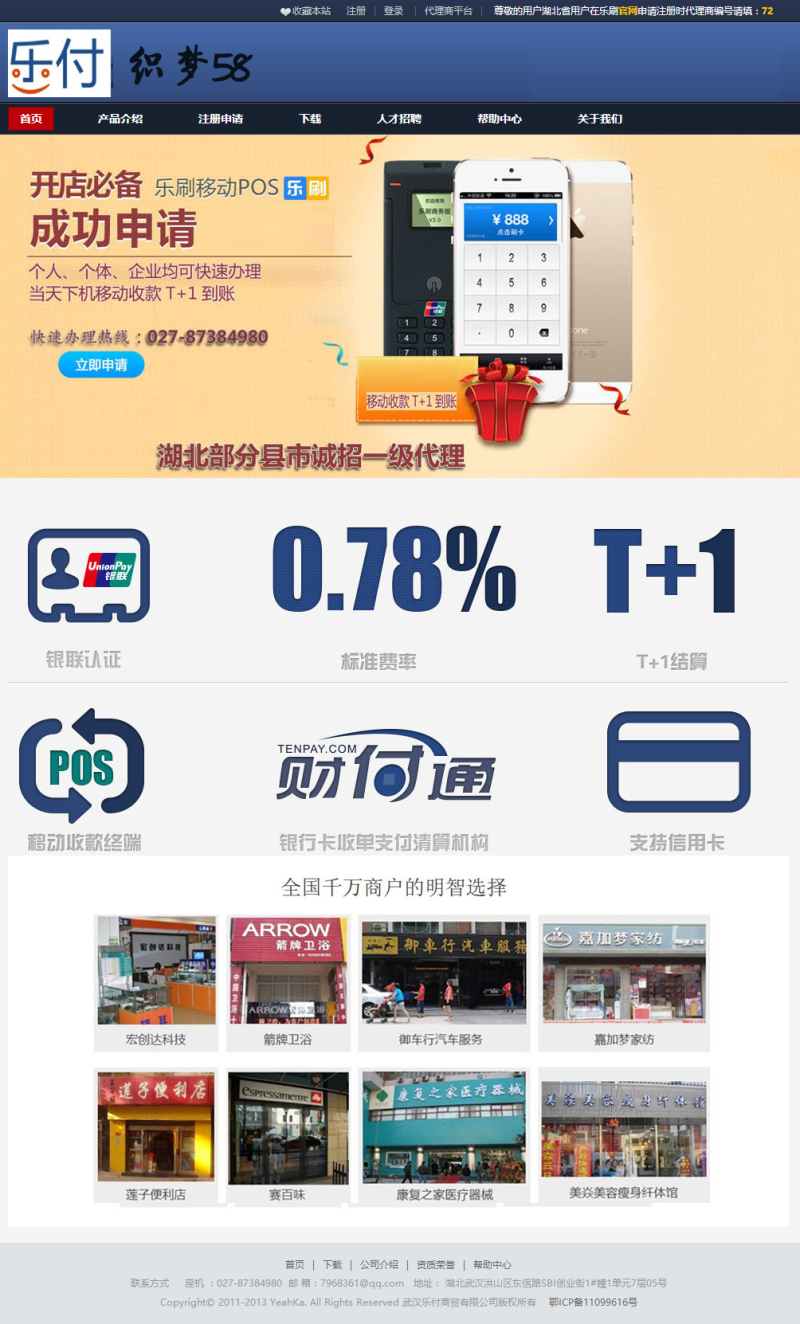 收藏本站 注册 | 登录 | 代理商平台 | 尊敬的用户湖北省用户在乐刷官网申请注册时代理商编号请填：72
乐付 织梦58
首页 产品介绍 注册申请 下载 人才招聘 帮助中心 关于我们
开店必备 乐刷移动POS 乐刷
成功申请
个人、个体、企业均可快速办理
当天下机移动收款 T+1 到账
快速办理热线：027-87384980
立即申请
欢迎使用
乐刷商务版
V2.0
¥ 888
点击刷卡
1 2 3
4 5 6
7 8 9
· 0
移动收款 T+1 到账
湖北部分县市诚招一级代理
UnionPay
银联
0.78%
T+1
银联认证
标准费率
T+1结算
POS
TENPAY.COM
财付通
移动收款终端
银行卡收单支付清算机构
支持信用卡
全国千万商户的明智选择
宏创达科技
ARROW
箭牌卫浴
御車行汽車服務
嘉加梦家纺
宏创达科技 箭牌卫浴 御车行汽车服务 嘉加梦家纺
莲子便利店
espressamente
康复之家医疗器械
莲子便利店 赛百味 康复之家医疗器械 美焱美容瘦身纤体馆
首页 | 下载 | 公司介绍 | 资质荣誉 | 帮助中心
联系方式 座机 ：027-87384980 邮 箱：7968361@qq.com 地址： 湖北武汉洪山区东信路SBI创业街1#幢1单元7层05号
Copyright© 2011-2013 YeahKa. All Rights Reserved 武汉乐付商贸有限公司版权所有 鄂ICP备11099616号